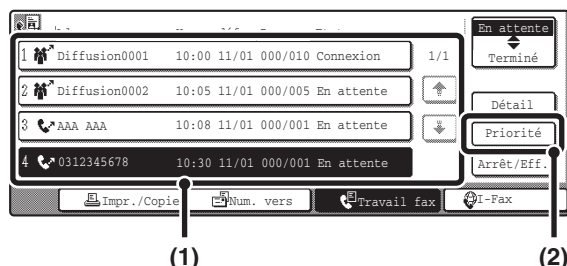 En attente
1 Diffusion0001 10:00 11/01 000/010 Connexion 1/1 Terminé
2 Diffusion0002 10:05 11/01 000/005 En attente
Détail
3 AAA AAA 10:08 11/01 000/001 En attente
Priorité
4 0312345678 10:30 11/01 000/001 En attente Arrêt/Eff.
Impr./Copie Num. vers Travail fax I-Fax
(1) (2)